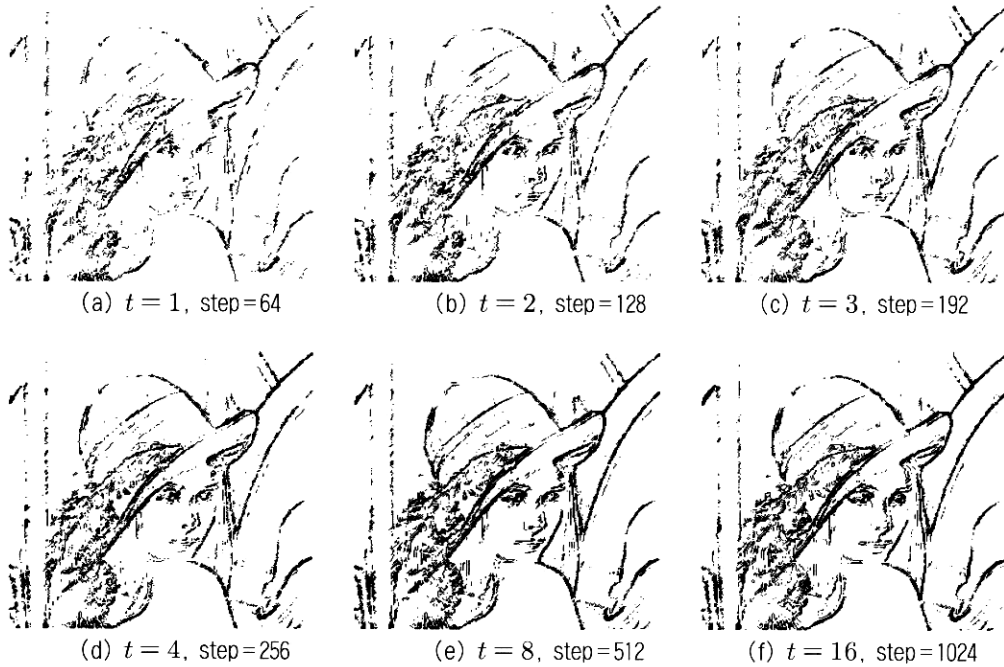 (a) t = 1, step=64
(b) t = 2, step=128
(c) t = 3, step=192
(d) t = 4, step=256
(e) t = 8, step=512
(f) t = 16, step=1024